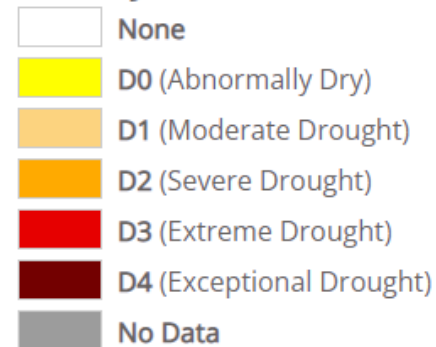 None
D0 (Abnormally Dry)
D1 (Moderate Drought)
D2 (Severe Drought)
D3 (Extreme Drought)
D4 (Exceptional Drought)
No Data